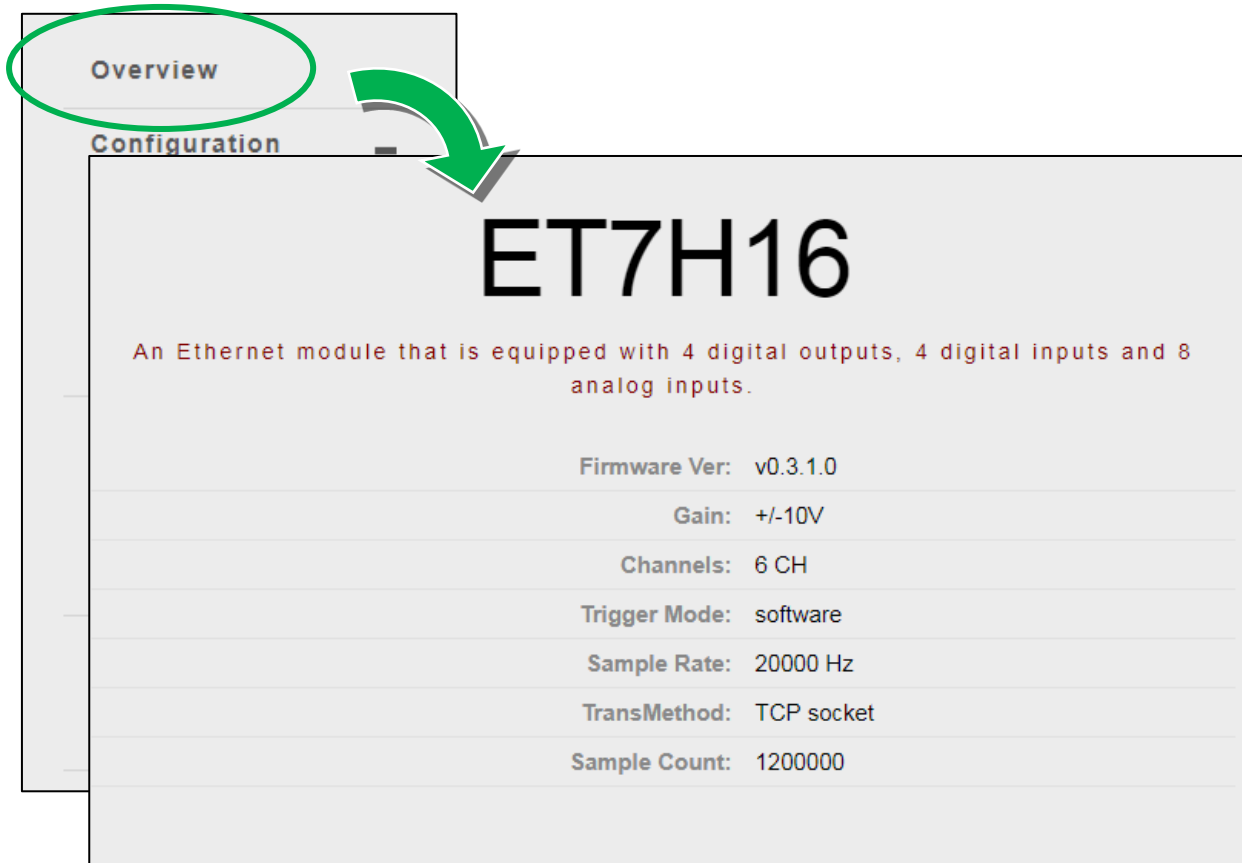 Overview
Configuration
ET7H16
An Ethernet module that is equipped with 4 digital outputs, 4 digital inputs and 8
analog inputs.
Firmware Ver: v0.3.1.0
Gain: +/-10V
Channels: 6 CH
Trigger Mode: software
Sample Rate: 20000 Hz
TransMethod: TCP socket
Sample Count: 1200000